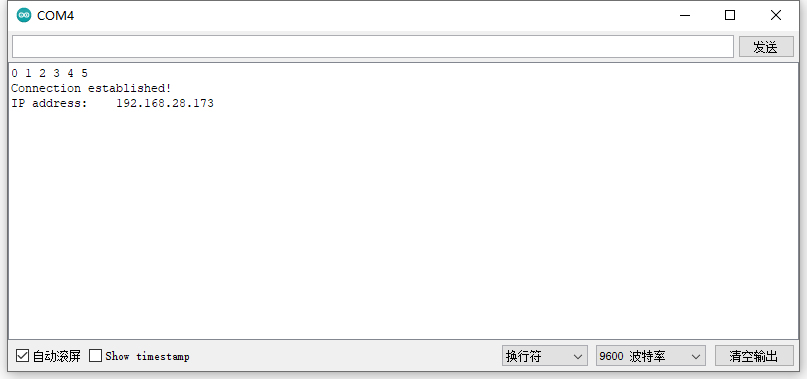 COM4
发送
0 1 2 3 4 5
Connection established!
IP address:    192.168.28.173
自动滚屏 Show timestamp 换行符 9600 波特率 清空输出